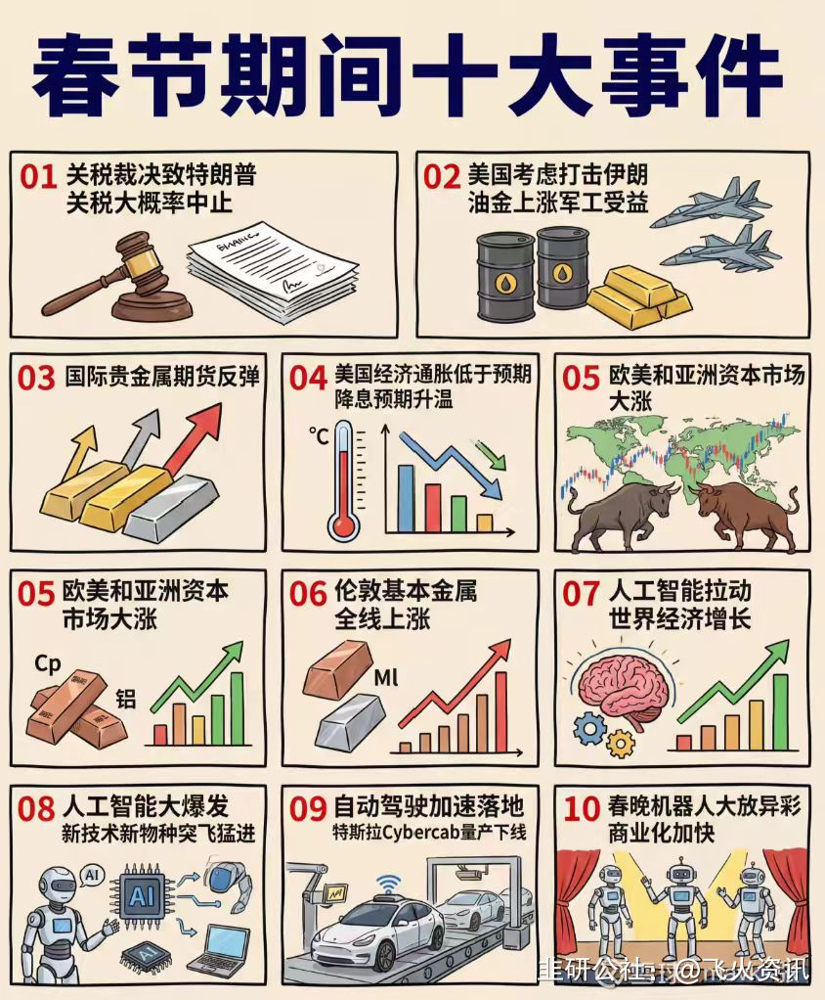 春节期间十大事件
01 关税裁决致特朗普
关税大概率中止
02 美国考虑打击伊朗
油金上涨军工受益
03 国际贵金属期货反弹
04 美国经济通胀低于预期
降息预期升温
℃
05 欧美和亚洲资本市场
大涨
05 欧美和亚洲资本
市场大涨
Cp
铝
06 伦敦基本金属
全线上涨
Ml
07 人工智能拉动
世界经济增长
08 人工智能大爆发
新技术新物种突飞猛进
AI
AI
AI
09 自动驾驶加速落地
特斯拉Cybercab量产下线
10 春晚机器人大放异彩
商业化加快
韭研公社：@飞火资讯